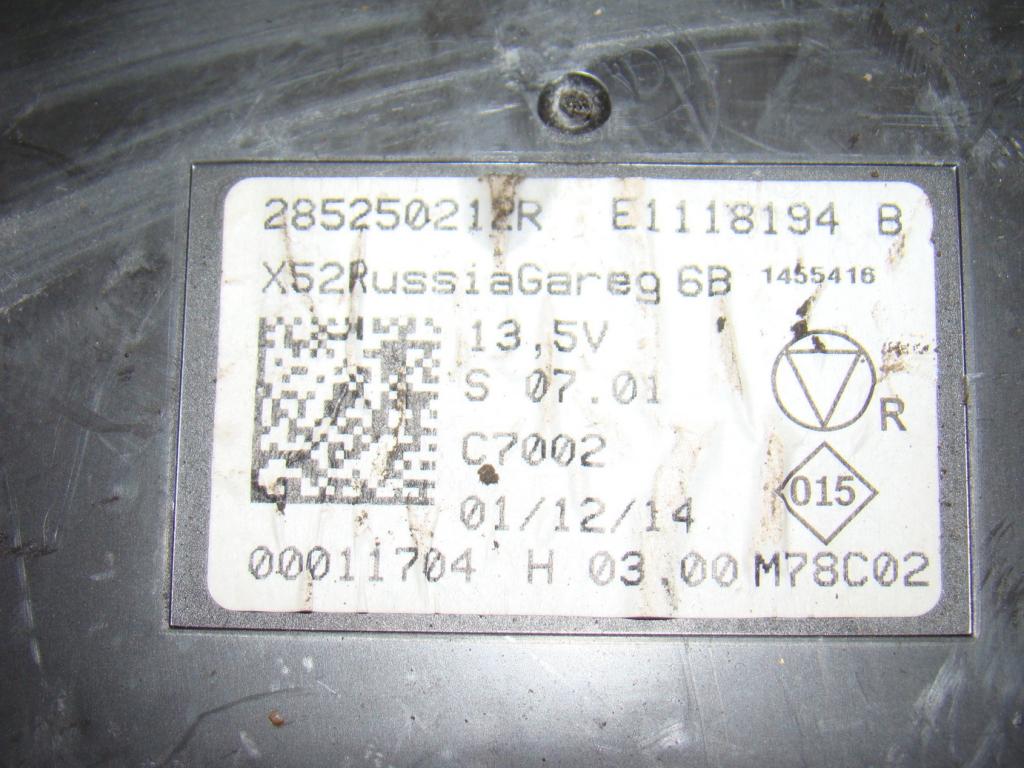 285250212R E1118194 B
X52RussiaGareg 6B 1455416
13,5V
S 07.01
R
C7002
015
01/12/14
00011704 H 03.00 M78C02